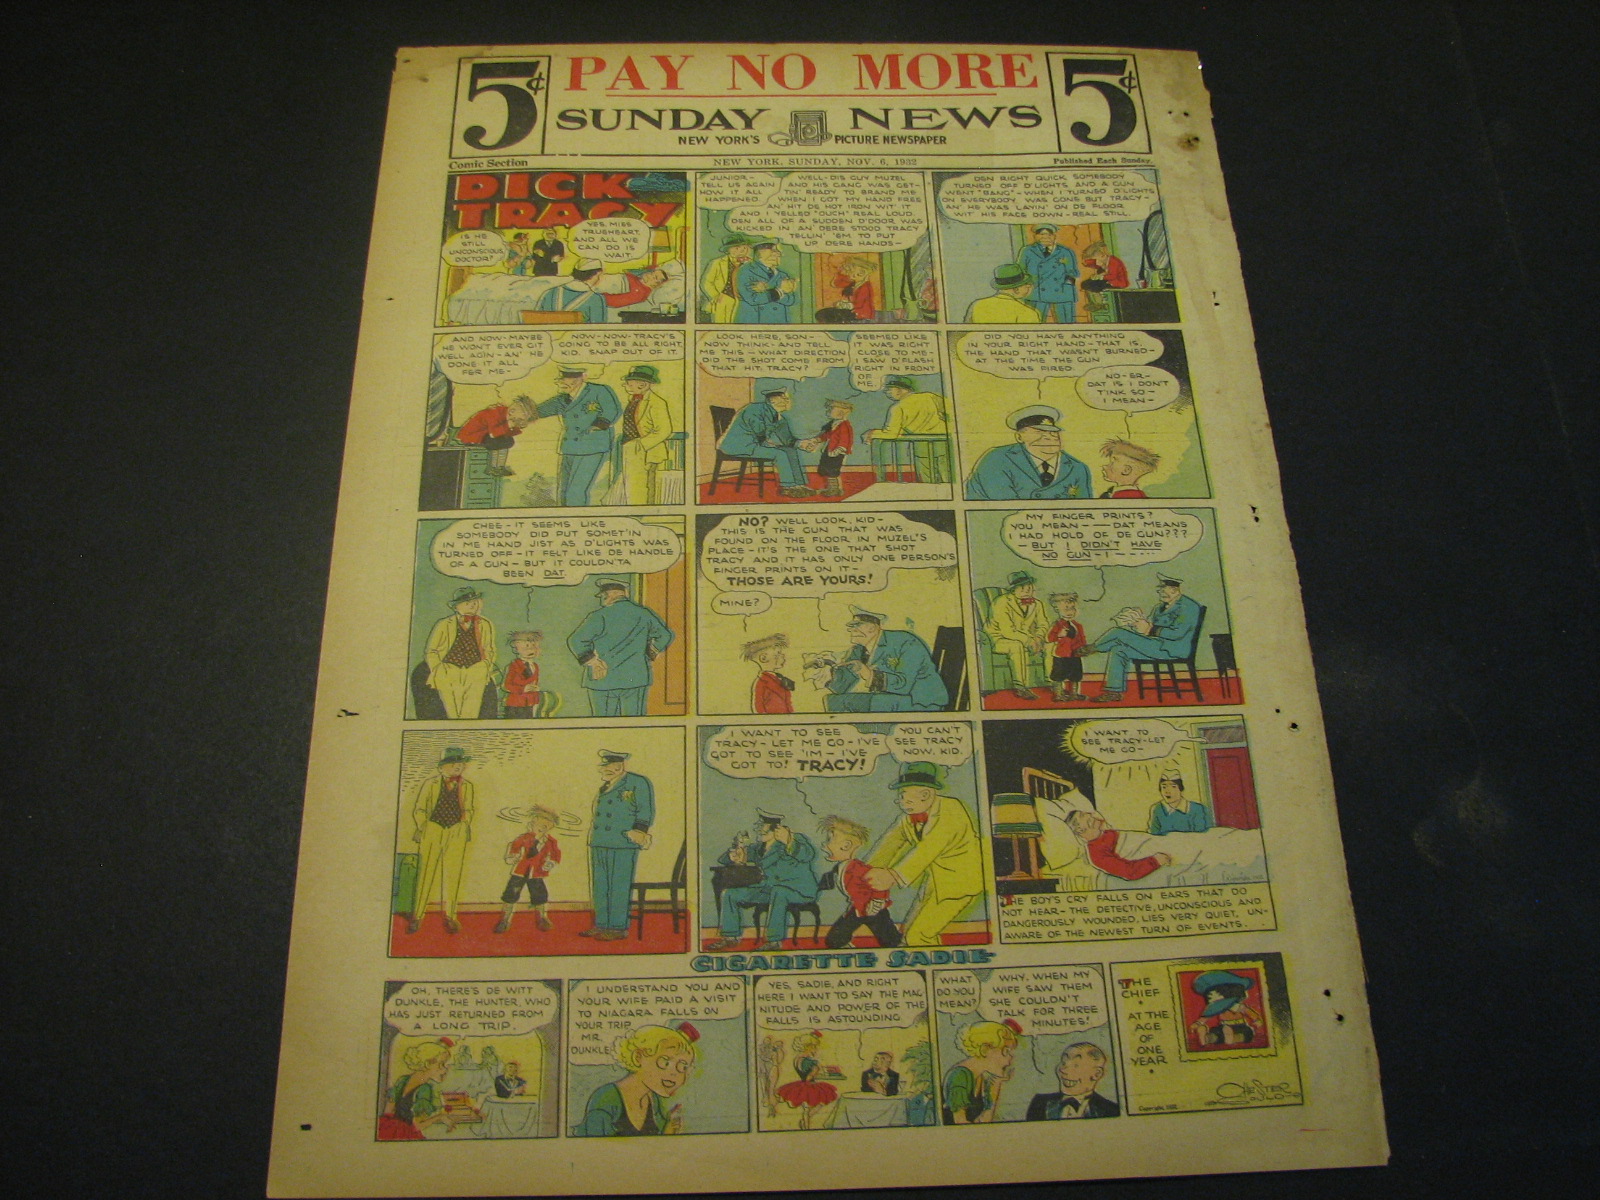 5¢
PAY NO MORE
5¢
SUNDAY NEWS
NEW YORK'S PICTURE NEWSPAPER
Comic Section
NEW YORK, SUNDAY, NOV. 6, 1932
Published Each Sunday.
DICK
TRACY
IS HE
STILL
UNCONSCIOUS,
DOCTOR?
YES, MISS
TRUEHEART,
AND ALL WE
CAN DO IS
WAIT.
JUNIOR-
TELL US AGAIN
HOW IT ALL
HAPPENED.
WELL-DIS GUY MUZEL
AND HIS GANG WAS GET-
TIN' READY TO BRAND ME
WHEN I GOT MY HAND FREE
AN' HIT DE HOT IRON WIT' IT
AND I YELLED "OUCH" REAL LOUD.
DEN ALL OF A SUDDEN D'DOOR WAS
KICKED IN AN' DERE STOOD TRACY
TELLIN' 'EM TO PUT
UP DERE HANDS-
DEN RIGHT QUICK, SOMEBODY
TURNED OFF D'LIGHTS AND A GUN
WENT "BANG"-WHEN I TURNED D'LIGHTS
ON EVERYBODY WAS GONE BUT TRACY-
AN' HE WAS LAYIN' ON DE FLOOR
WIT' HIS FACE DOWN-REAL STILL.
AND NOW-MAYBE
HE WON'T EVER GIT
WELL AGIN-AN' HE
DONE IT ALL
FER ME-
NOW-NOW-TRACY'S
GOING TO BE ALL RIGHT,
KID. SNAP OUT OF IT.
LOOK HERE, SON-
NOW THINK-AND TELL
ME THIS-WHAT DIRECTION
DID THE SHOT COME FROM
THAT HIT TRACY?
SEEMED LIKE
IT WAS RIGHT
CLOSE TO ME-
I SAW D'FLASH
RIGHT IN FRONT
OF
ME.
DID YOU HAVE ANYTHING
IN YOUR RIGHT HAND-THAT IS,
THE HAND THAT WASN'T BURNED-
AT THE TIME THE GUN
WAS FIRED.
NO-ER-
DAT IS I DON'T
T'INK SO-
I MEAN-
CHEE-IT SEEMS LIKE
SOMEBODY DID PUT SOMET'IN
IN ME HAND JIST AS D'LIGHTS WAS
TURNED OFF-IT FELT LIKE DE HANDLE
OF A GUN-BUT IT COULDN'TA
BEEN DAT.
NO? WELL LOOK, KID-
THIS IS THE GUN THAT WAS
FOUND ON THE FLOOR IN MUZEL'S
PLACE-IT'S THE ONE THAT SHOT
TRACY AND IT HAS ONLY ONE PERSON'S
FINGER PRINTS ON IT-
THOSE ARE YOURS!
MINE?
MY FINGER PRINTS?
YOU MEAN---DAT MEANS
I HAD HOLD OF DE GUN???
-BUT I DIDN'T HAVE
NO GUN-I-----
I WANT TO SEE
TRACY-LET ME GO-I'VE
GOT TO SEE 'IM-I'VE
GOT TO! TRACY!
YOU CAN'T
SEE TRACY
NOW, KID.
I WANT TO
SEE TRACY-LET
ME GO-
THE BOY'S CRY FALLS ON EARS THAT DO
NOT HEAR-THE DETECTIVE, UNCONSCIOUS AND
DANGEROUSLY WOUNDED, LIES VERY QUIET, UN-
AWARE OF THE NEWEST TURN OF EVENTS.
CIGARETTE SADIE
OH, THERE'S DE WITT
DUNKLE, THE HUNTER, WHO
HAS JUST RETURNED FROM
A LONG TRIP.
I UNDERSTAND YOU AND
YOUR WIFE PAID A VISIT
TO NIAGARA FALLS ON
YOUR TRIP
MR.
DUNKLE
YES, SADIE, AND RIGHT
HERE I WANT TO SAY THE MAG-
NITUDE AND POWER OF THE
FALLS IS ASTOUNDING
WHAT
DO YOU
MEAN?
WHY, WHEN MY
WIFE SAW THEM
SHE COULDN'T
TALK FOR THREE
MINUTES!
THE
CHIEF
AT THE
AGE
OF
ONE
YEAR
CHESTER
GOULD
Copyright, 1932